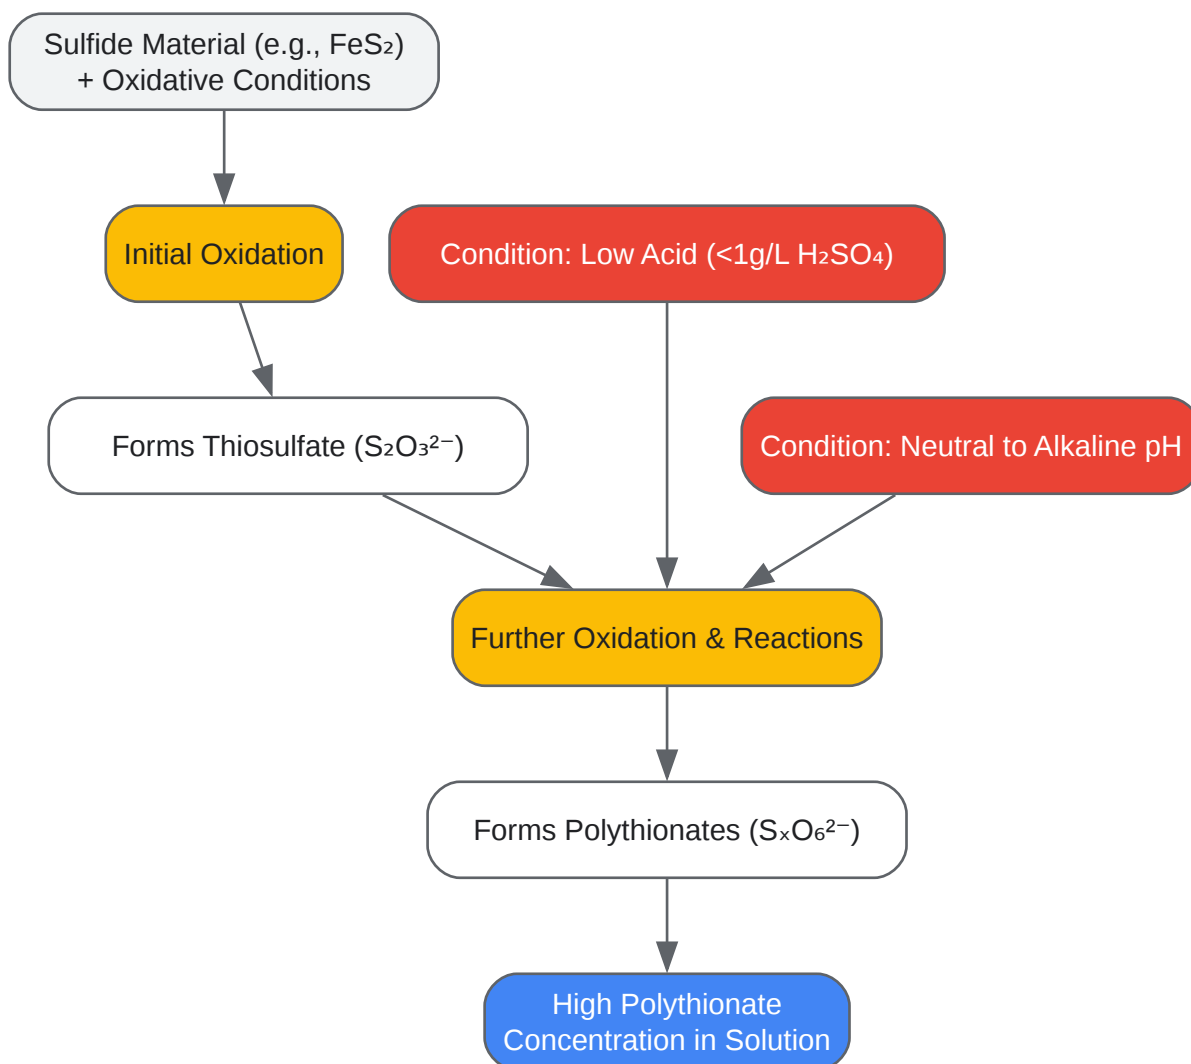 Sulfide Material (e.g., FeS₂)
+ Oxidative Conditions
Initial Oxidation
Condition: Low Acid (<1g/L H₂SO₄)
Forms Thiosulfate (S₂O₃²⁻)
Condition: Neutral to Alkaline pH
Further Oxidation & Reactions
Forms Polythionates (SₓO₆²⁻)
High Polythionate
Concentration in Solution